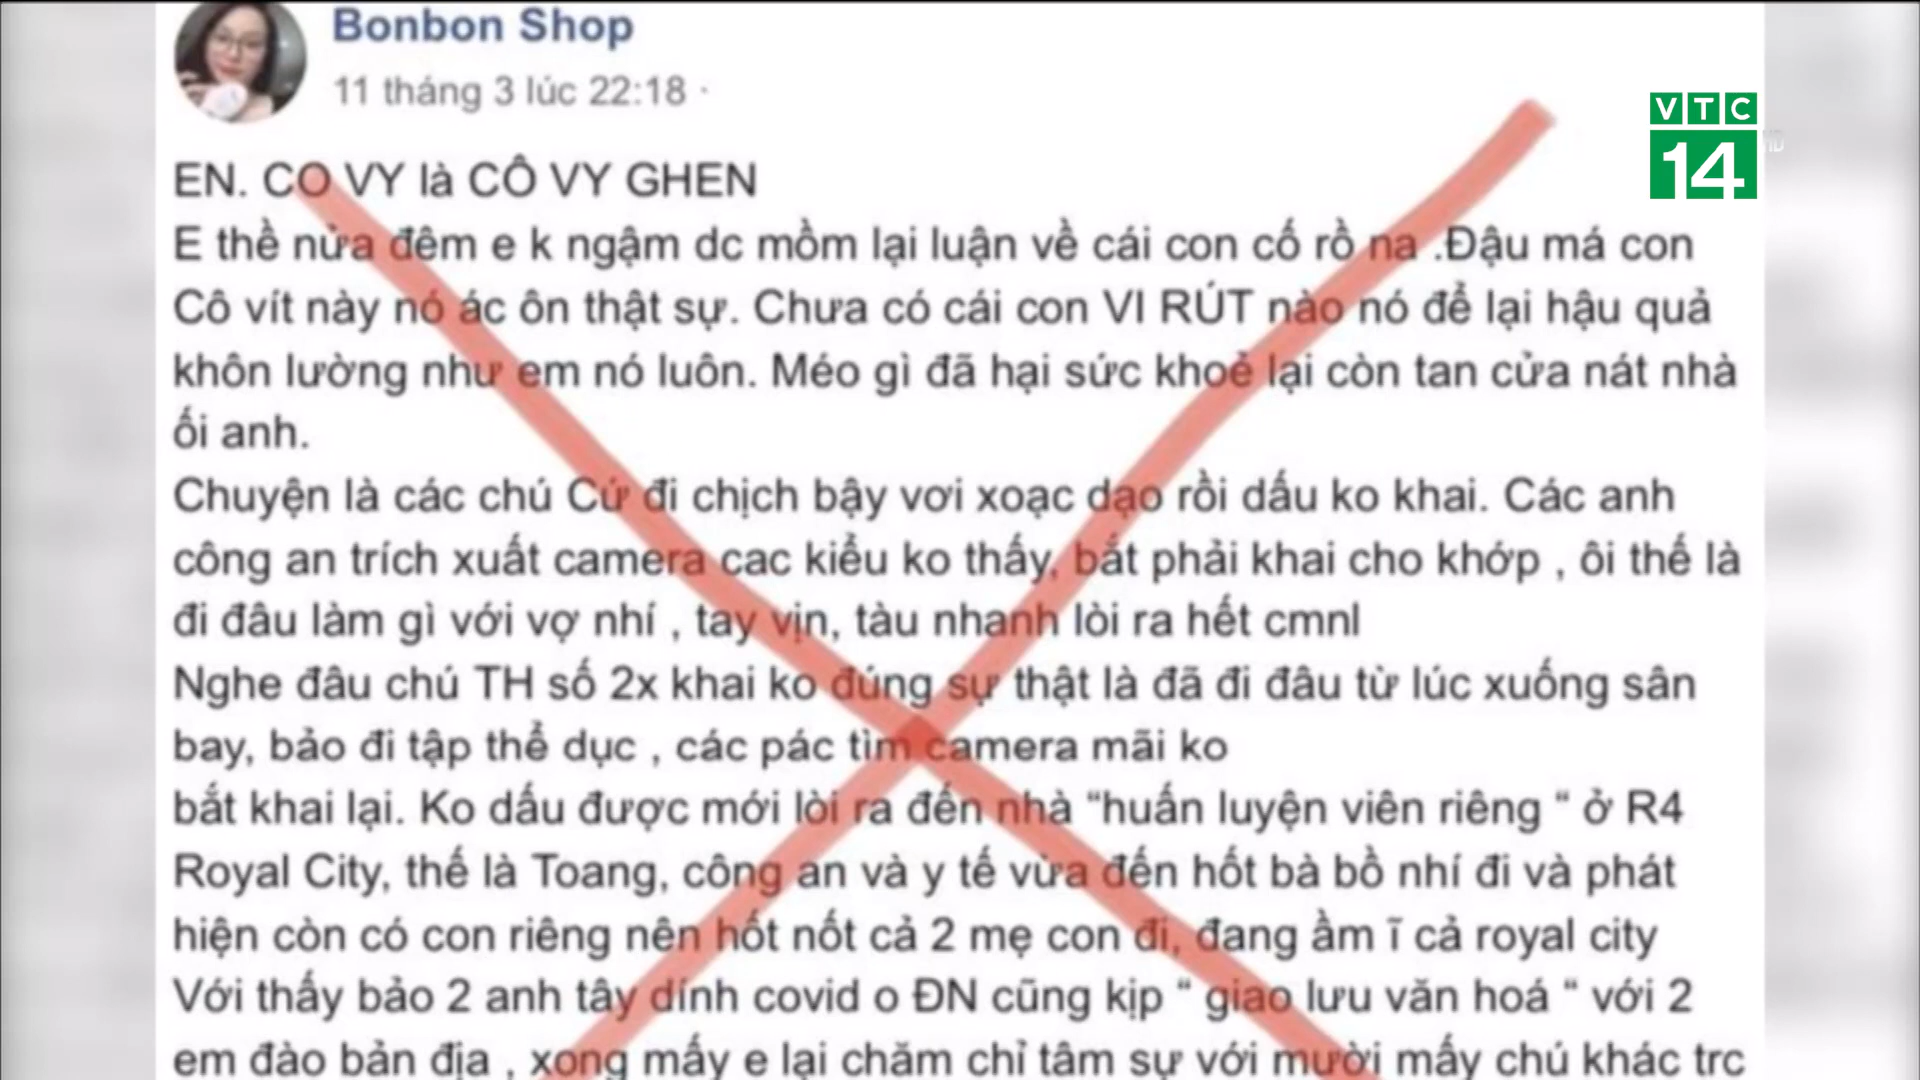 Bonbon Shop
11 tháng 3 lúc 22:18 ·
VTC
14
HD
EN. CO VY là CÔ VY GHEN
E thề nửa đêm e k ngậm dc mồm lại luận về cái con cố rồ na .Đậu má con
Cô vít này nó ác ôn thật sự. Chưa có cái con VI RÚT nào nó để lại hậu quả
khôn lường như em nó luôn. Méo gì đã hại sức khoẻ lại còn tan cửa nát nhà
ối anh.
Chuyện là các chú Cứ đi chịch bậy vơi xoạc dạo rồi dấu ko khai. Các anh
công an trích xuất camera cac kiểu ko thấy, bắt phải khai cho khớp , ôi thế là
đi đâu làm gì với vợ nhí , tay vịn, tàu nhanh lòi ra hết cmnl
Nghe đâu chú TH số 2x khai ko đúng sự thật là đã đi đâu từ lúc xuống sân
bay, bảo đi tập thể dục , các pác tìm camera mãi ko
bắt khai lại. Ko dấu được mới lòi ra đến nhà “huấn luyện viên riêng “ ở R4
Royal City, thế là Toang, công an và y tế vừa đến hốt bà bồ nhí đi và phát
hiện còn có con riêng nên hốt nốt cả 2 mẹ con đi, đang ầm ĩ cả royal city
Với thấy bảo 2 anh tây dính covid o ĐN cũng kịp “ giao lưu văn hoá “ với 2
em đào bản địa , xong mấy e lại chăm chỉ tâm sự với mười mấy chú khác trc